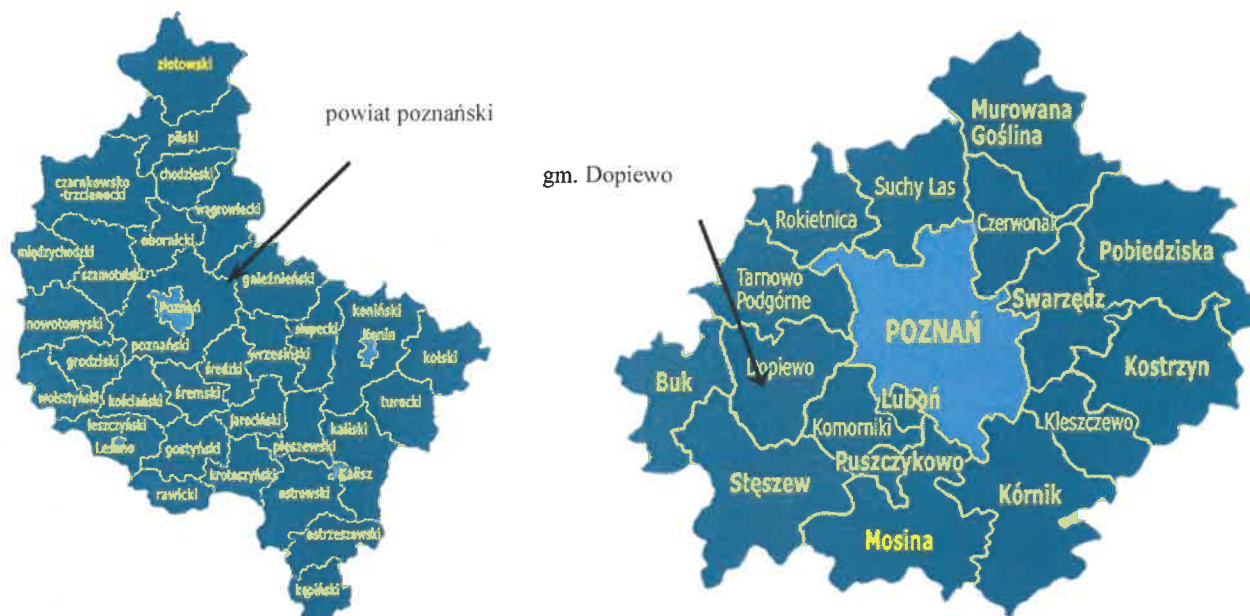 złotowski
powiat poznański
pilski
chodzieski
czarnkowsko
-trzcianecki
wągrowiecki
obornicki
międzychodzki
szamotulski
gnieźnieński
Poznań
koniński
nowotomyski
słupecki
Konin
poznański
wrzesiński
kolski
grodziski
średzki
wolsztyński
kościański
śremski
turecki
jarociński
leszczyński
kaliski
Leszno
gostyński
pleszewski
krotoszyński
Kalisz
rawicki
ostrowski
ostrzeszowski
kępiński
gm. Dopiewo
Murowana
Goślina
Suchy Las
Rokietnica
Czerwonak
Pobiedziska
Tarnowo
Podgórne
Swarzędz
POZNAŃ
Dopiewo
Kostrzyn
Buk
Luboń
Komorniki
Kleszczewo
Puszczykowo
Stęszew
Kórnik
Mosina